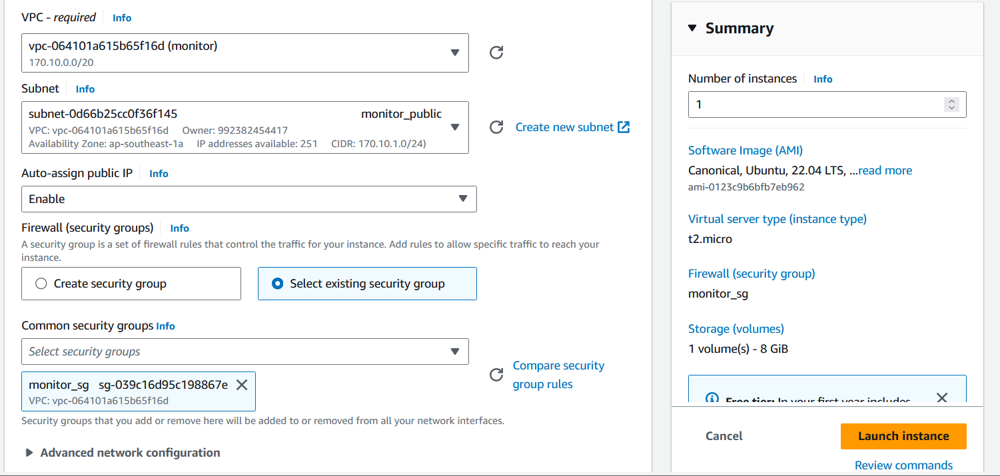 VPC - required Info
vpc-064101a615b65f16d (monitor)
170.10.0.0/20
Subnet Info
subnet-0d66b25cc0f36f145 monitor_public
VPC: vpc-064101a615b65f16d Owner: 992382454417
Availability Zone: ap-southeast-1a IP addresses available: 251 CIDR: 170.10.1.0/24)
Create new subnet
Auto-assign public IP Info
Enable
Firewall (security groups) Info
A security group is a set of firewall rules that control the traffic for your instance. Add rules to allow specific traffic to reach your
instance.
Create security group
Select existing security group
Common security groups Info
Select security groups
monitor_sg sg-039c16d95c198867e
VPC: vpc-064101a615b65f16d
Compare security
group rules
Security groups that you add or remove here will be added to or removed from all your network interfaces.
Advanced network configuration
Summary
Number of instances Info
1
Software Image (AMI)
Canonical, Ubuntu, 22.04 LTS, ...read more
ami-0123c9b6bfb7eb962
Virtual server type (instance type)
t2.micro
Firewall (security group)
monitor_sg
Storage (volumes)
1 volume(s) - 8 GiB
Free tier: In your first year includes
Cancel
Launch instance
Review commands